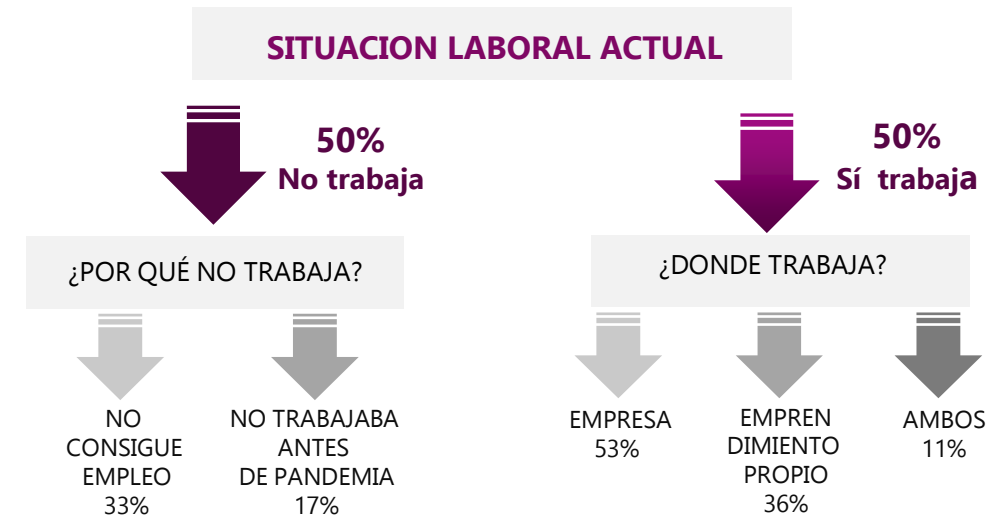 SITUACION LABORAL ACTUAL
50%
No trabaja
50%
Sí trabaja
¿POR QUÉ NO TRABAJA?
¿DONDE TRABAJA?
NO
CONSIGUE
EMPLEO
33%
NO TRABAJABA
ANTES
DE PANDEMIA
17%
EMPRESA
53%
EMPREN
DIMIENTO
PROPIO
36%
AMBOS
11%